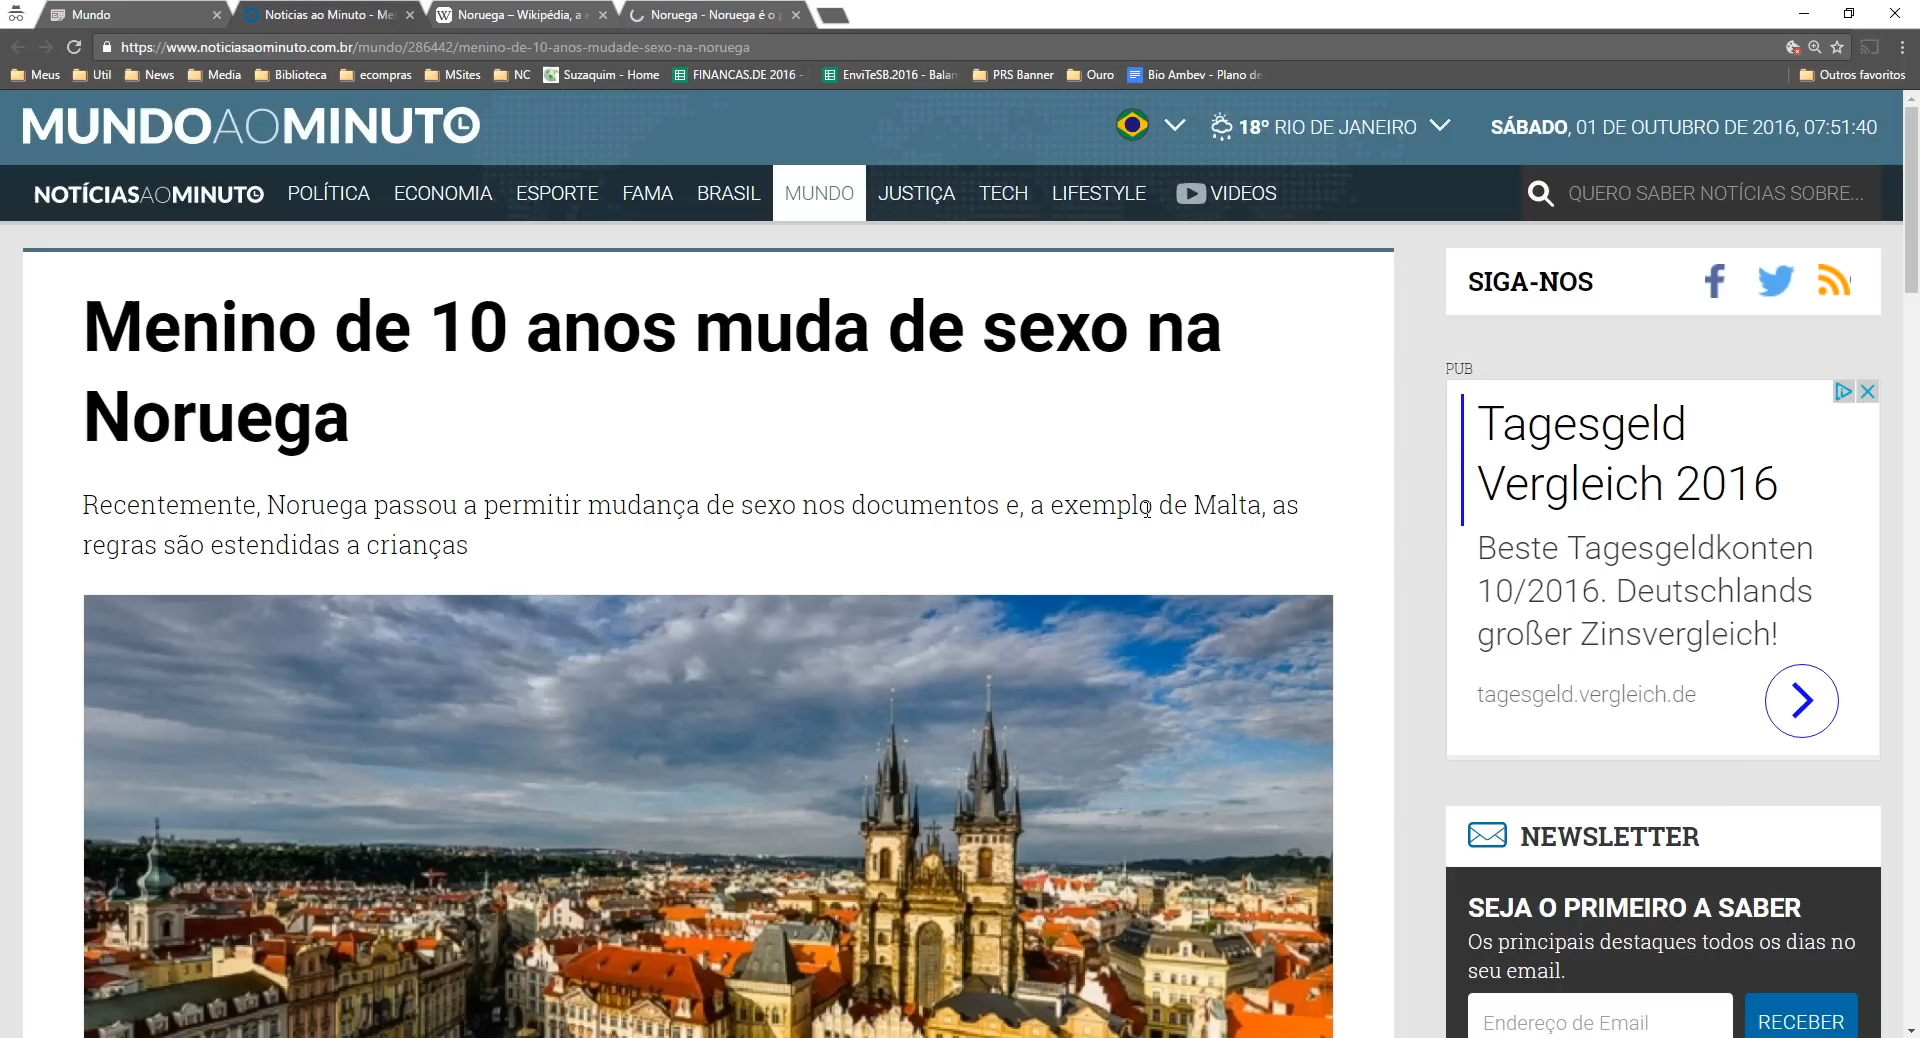 Mundo
Noticias ao Minuto - Me
Noruega – Wikipédia, a e
Noruega - Noruega é o p
https://www.noticiasaominuto.com.br/mundo/286442/menino-de-10-anos-mudade-sexo-na-noruega
Meus Util News Media Biblioteca ecompras MSites NC Suzaquim - Home FINANCAS.DE 2016 - EnviTeSB.2016 - Balan PRS Banner Ouro Bio Ambev - Plano de Outros favoritos
MUNDOAOMINUTO
18º RIO DE JANEIRO
SÁBADO, 01 DE OUTUBRO DE 2016, 07:51:40
NOTÍCIASAOMINUTO POLÍTICA ECONOMIA ESPORTE FAMA BRASIL MUNDO JUSTIÇA TECH LIFESTYLE VIDEOS
QUERO SABER NOTÍCIAS SOBRE...
Menino de 10 anos muda de sexo na
Noruega
Recentemente, Noruega passou a permitir mudança de sexo nos documentos e, a exemplo de Malta, as
regras são estendidas a crianças
SIGA-NOS
PUB
Tagesgeld
Vergleich 2016
Beste Tagesgeldkonten
10/2016. Deutschlands
großer Zinsvergleich!
tagesgeld.vergleich.de
NEWSLETTER
SEJA O PRIMEIRO A SABER
Os principais destaques todos os dias no
seu email.
Endereço de Email
RECEBER